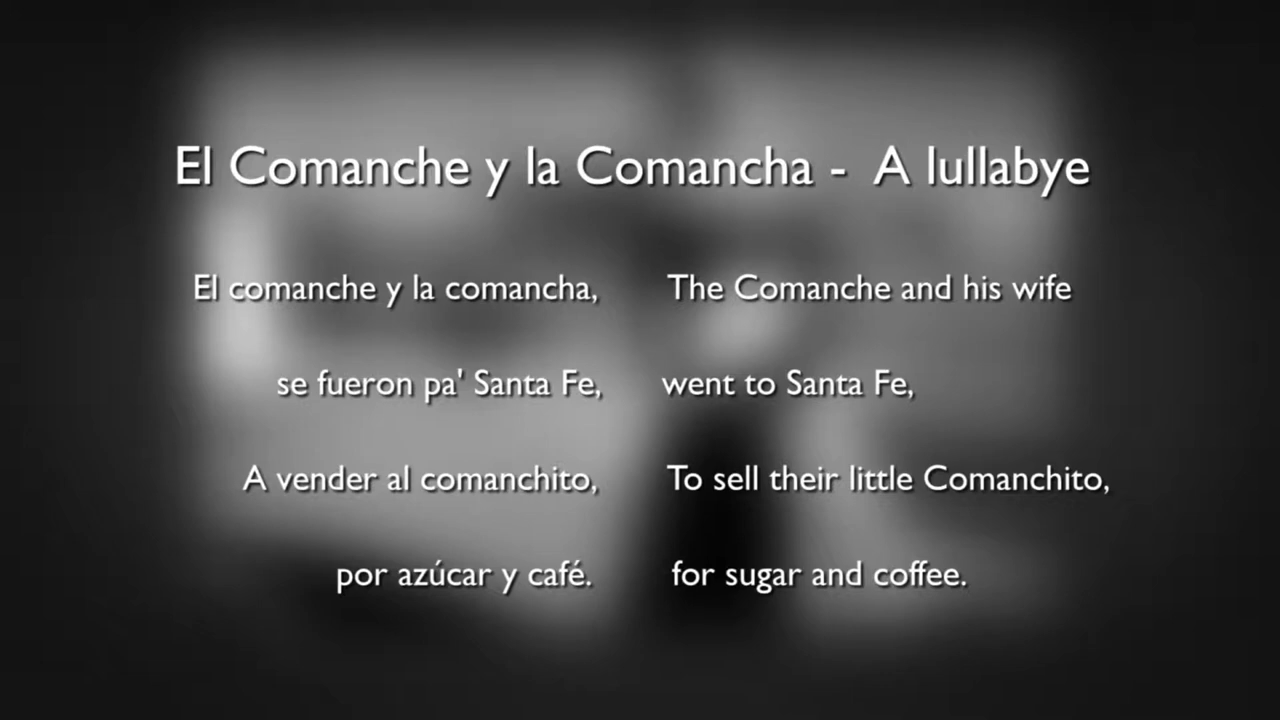 El Comanche y la Comancha - A lullabye
El comanche y la comancha, The Comanche and his wife
se fueron pa' Santa Fe, went to Santa Fe,
A vender al comanchito, To sell their little Comanchito,
por azúcar y café. for sugar and coffee.